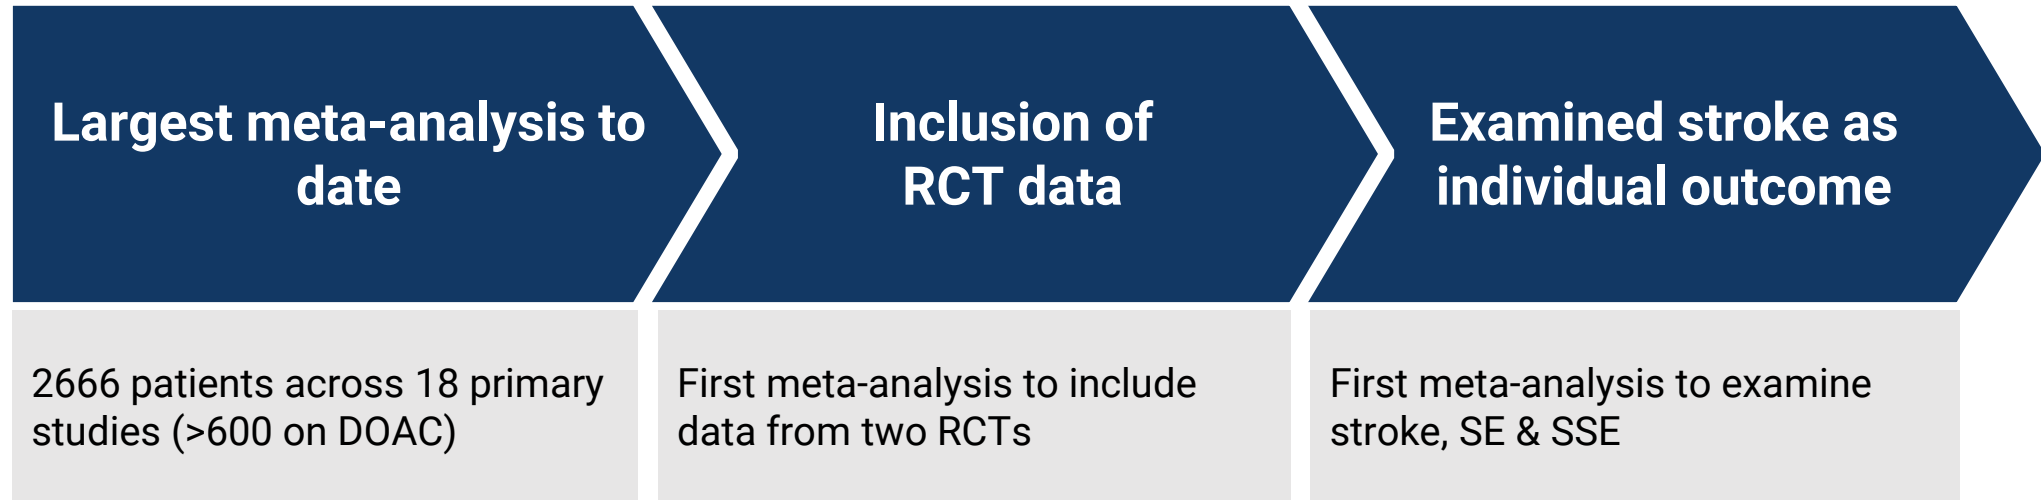 Largest meta-analysis to
date
Inclusion of
RCT data
Examined stroke as
individual outcome
2666 patients across 18 primary
studies (>600 on DOAC)
First meta-analysis to include
data from two RCTs
First meta-analysis to examine
stroke, SE & SSE